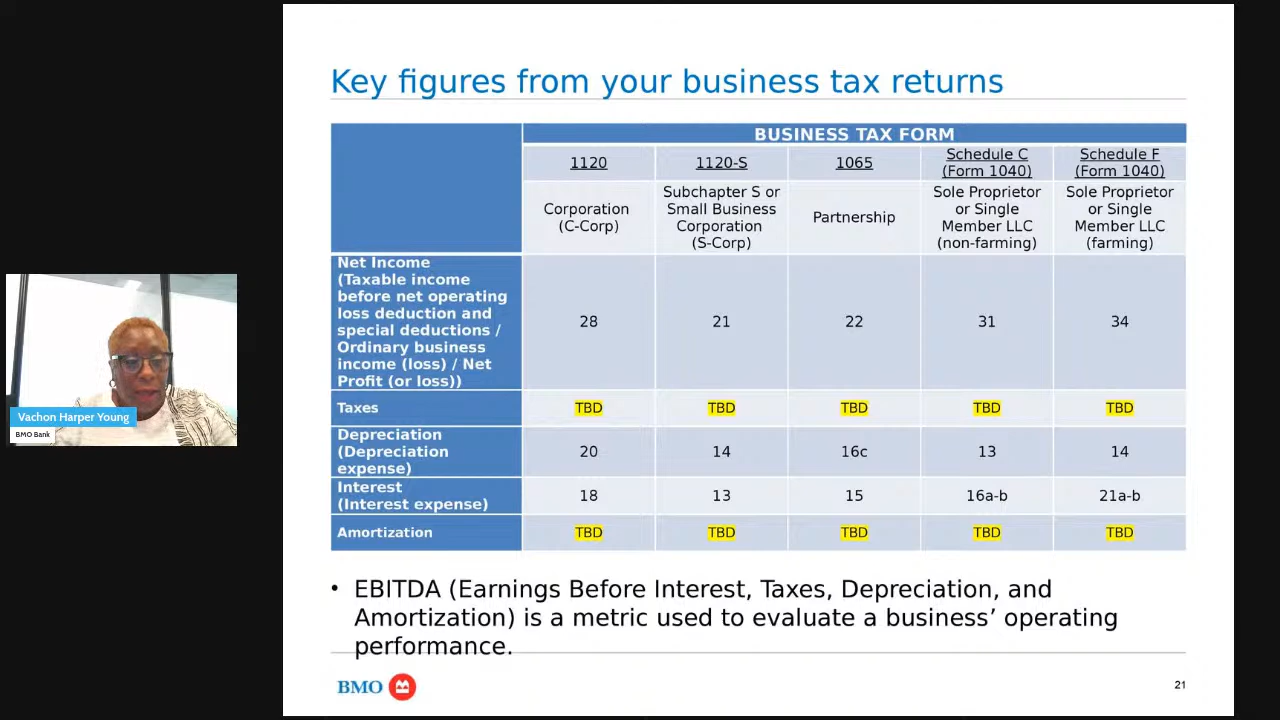 Key figures from your business tax returns
BUSINESS TAX FORM
1120
1120-S
1065
Schedule C
(Form 1040)
Schedule F
(Form 1040)
Corporation
(C-Corp)
Subchapter S or
Small Business
Corporation
(S-Corp)
Partnership
Sole Proprietor
or Single
Member LLC
(non-farming)
Sole Proprietor
or Single
Member LLC
(farming)
Net Income
(Taxable income
before net operating
loss deduction and
special deductions /
Ordinary business
income (loss) / Net
Profit (or loss))
28
21
22
31
34
Taxes
TBD
TBD
TBD
TBD
TBD
Depreciation
(Depreciation
expense)
20
14
16c
13
14
Interest
(Interest expense)
18
13
15
16a-b
21a-b
Amortization
TBD
TBD
TBD
TBD
TBD
• EBITDA (Earnings Before Interest, Taxes, Depreciation, and
Amortization) is a metric used to evaluate a business’ operating
performance.
BMO
21
Vachon Harper Young
BMO Bank